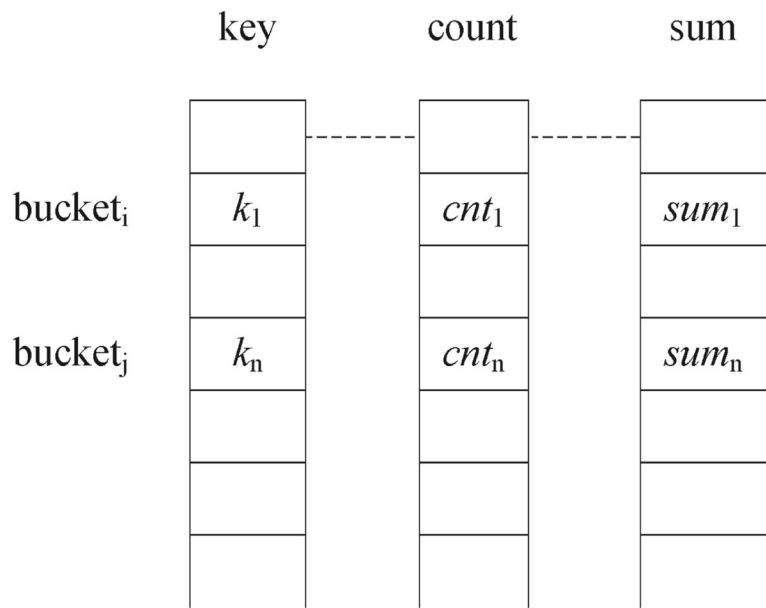 key count sum
bucketᵢ k₁ cnt₁ sum₁
bucketⱼ kₙ cntₙ sumₙ